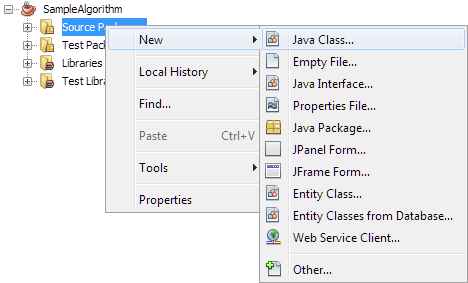 SampleAlgorithm
Source
Test Pac
Libraries
Test Libra
New
Local History
Find...
Paste Ctrl+V
Tools
Properties
Java Class...
Empty File...
Java Interface...
Properties File...
Java Package...
JPanel Form...
JFrame Form...
Entity Class...
Entity Classes from Database...
Web Service Client...
Other...